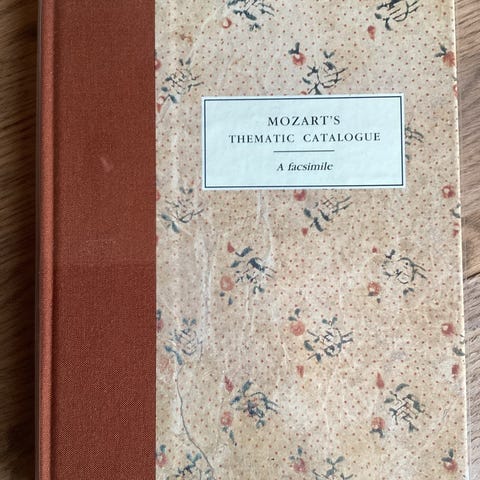 MOZART'S
THEMATIC CATALOGUE
A facsimile